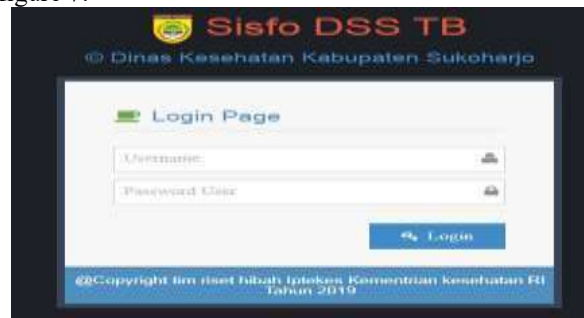 Sisfo DSS TB
© Dinas Kesehatan Kabupaten Sukoharjo
Login Page
Username
Password User
Login
@Copyright tim riset hibah Iptekes Kementrian kesehatan RI
Tahun 2019